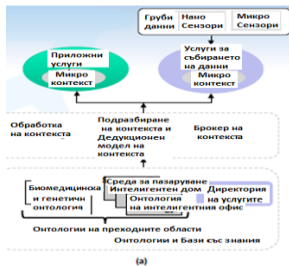 Груби данни
Нано Сензори
Микро Сензори
Приложни услуги
Микро контекст
Услуги за събирането на данни
Микро контекст
Обработка на контекста
Подразбиране на контекста и Дедукционен модел на контекста
Брокер на контекста
Биомедицинска и генетичн онтология
Среда за пазаруване
Интелигентен дом
Онтология на интелигентния офис
Директория на услугите
Онтологии на преходните области
Онтологии и Бази със знания
(a)